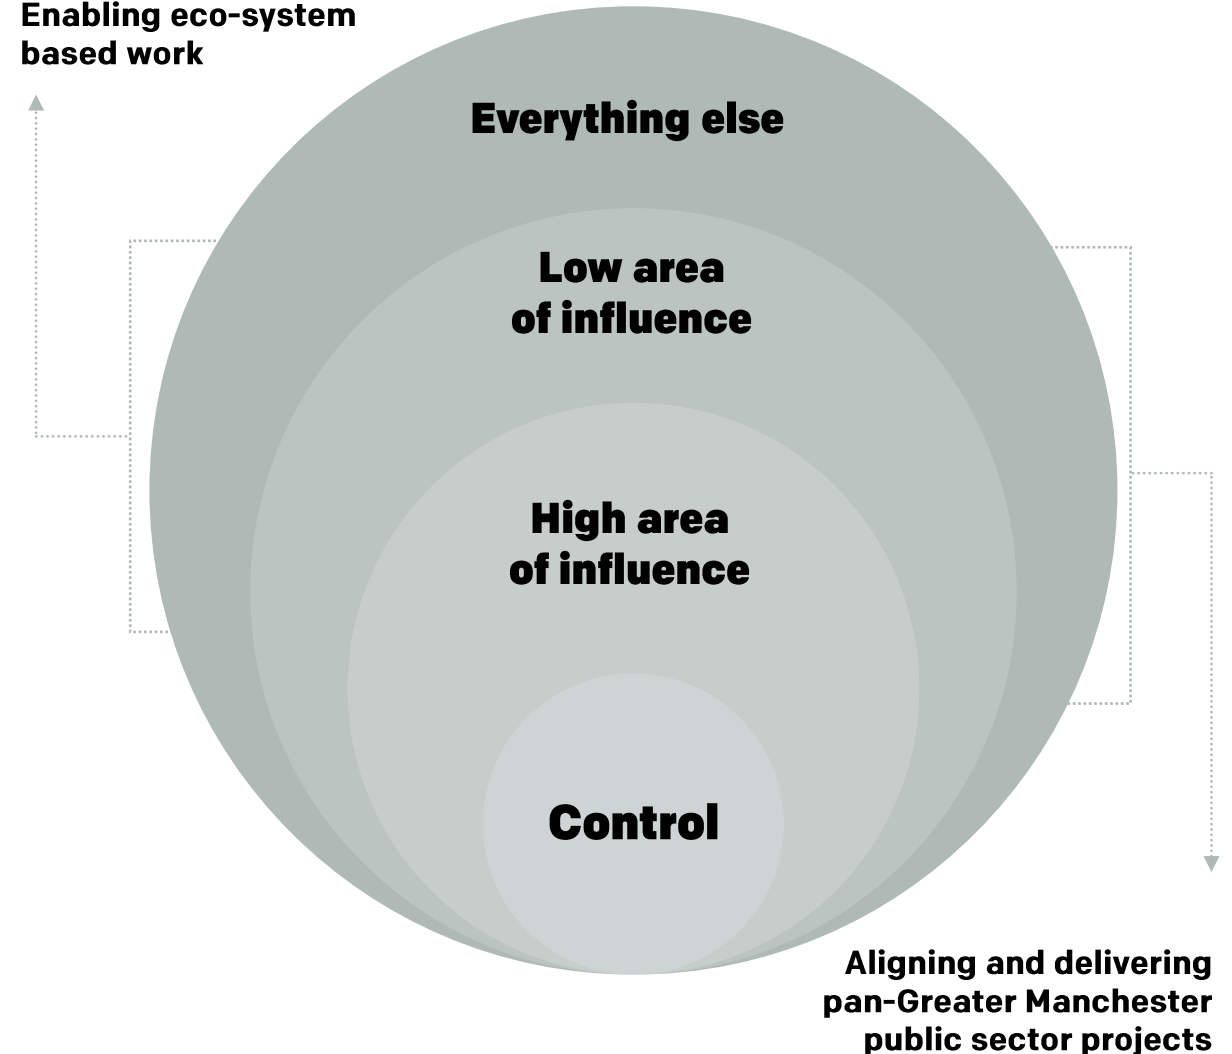 Enabling eco-system
based work
Everything else
Low area
of influence
High area
of influence
Control
Aligning and delivering
pan-Greater Manchester
public sector projects